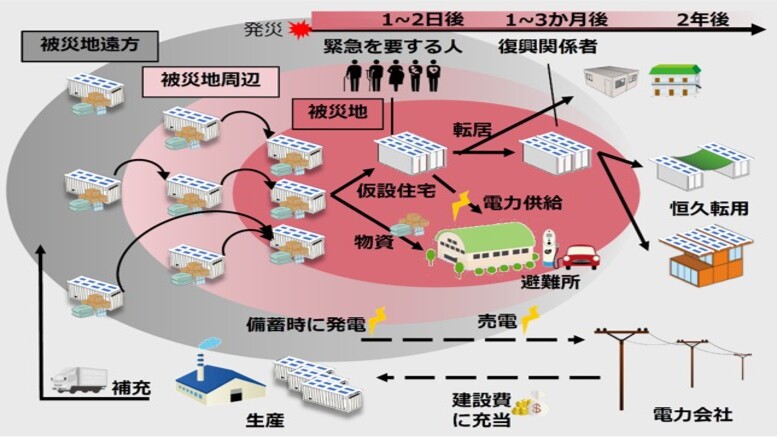 発災
1~2日後
1~3か月後
2年後
被災地遠方
緊急を要する人
復興関係者
被災地周辺
被災地
転居
仮設住宅
電力供給
恒久転用
物資
避難所
備蓄時に発電
売電
補充
生産
建設費
に充当
電力会社